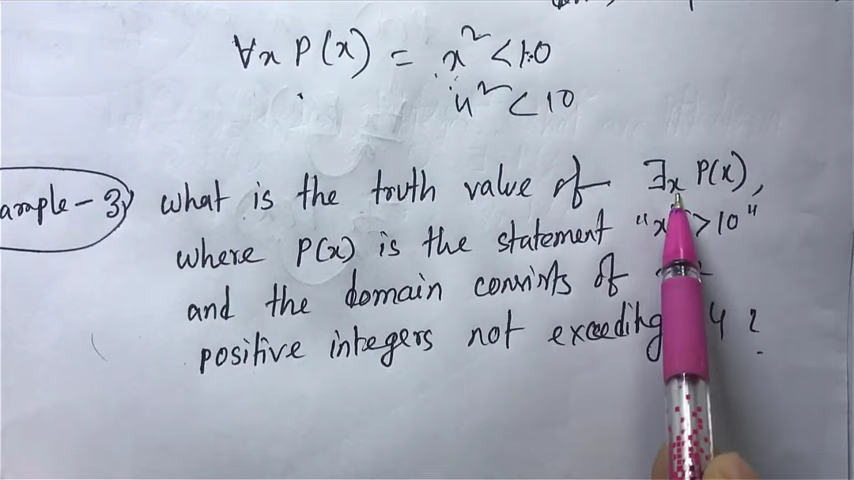 ∀x P(x) = x² < 10
4² < 10
ample - 3) what is the truth value of ∃x P(x),
where P(x) is the statement "x > 10"
and the domain consists of
positive integers not exceeding 4 ?